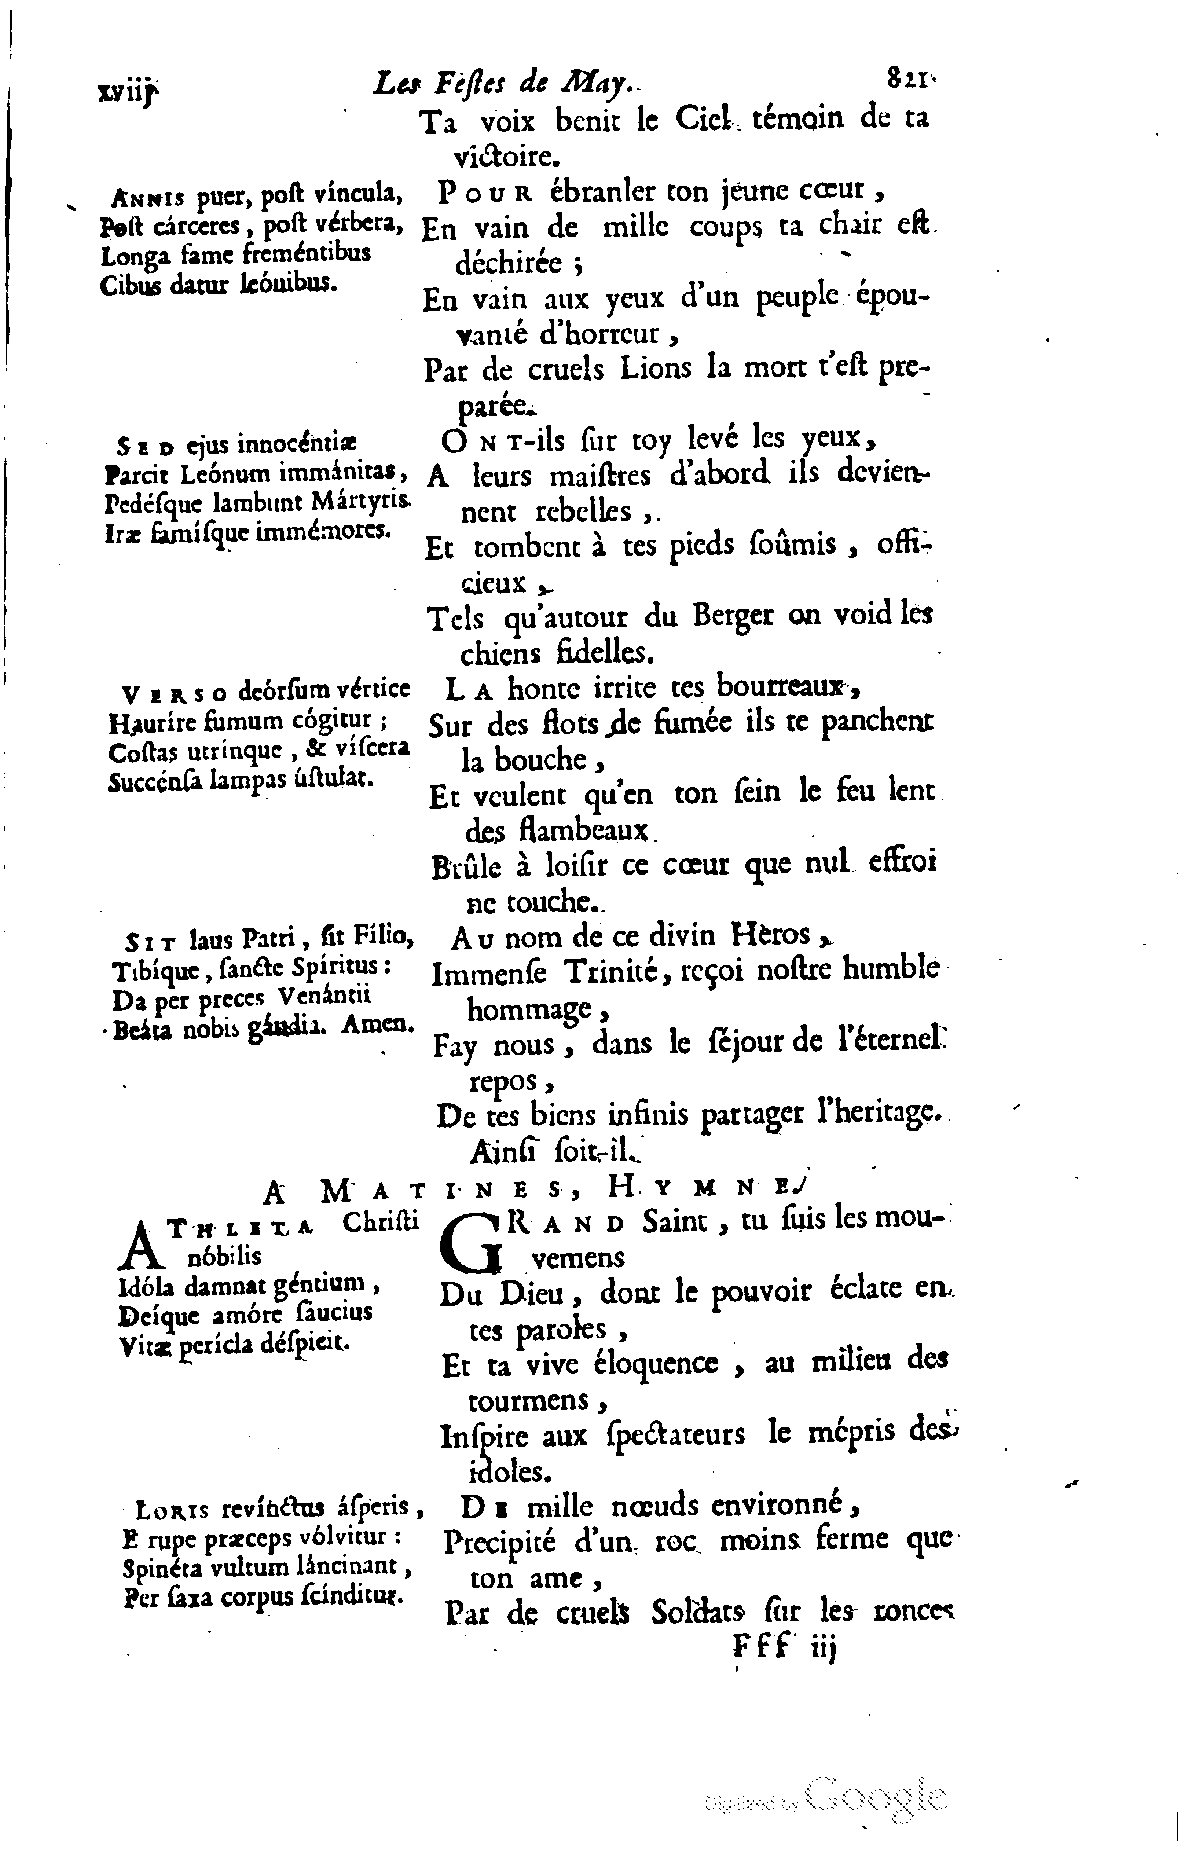 xviij
Les Feſtes de May.
821
Ta voix benit le Ciel témoin de ta
victoire.
ANNIS puer, poſt víncula,
Poſt cárceres, poſt vérbera,
Longa fame freméntibus
Cibus datur leónibus.
POUR ébranler ton jeune cœur,
En vain de mille coups ta chair eſt
déchirée ;
En vain aux yeux d'un peuple épou-
vanté d'horreur,
Par de cruels Lions la mort t'eſt pre-
parée.
SED ejus innocéntiæ
Parcit Leónum immánitas,
Pedéſque lambunt Mártyris
Iræ famíſque immémores.
ONT-ils ſur toy levé les yeux,
A leurs maiſtres d'abord ils devien-
nent rebelles,
Et tombent à tes pieds ſoûmis, offi-
cieux,
Tels qu'autour du Berger on void les
chiens fidelles.
VERSO deórſum vértice
Hauríre fumum cógitur ;
Coſtas utrínque, & víſcera
Succénſa lampas úſtulat.
LA honte irrite tes bourreaux,
Sur des flots de fumée ils te panchent
la bouche,
Et veulent qu'en ton ſein le feu lent
des flambeaux
Brûle à loiſir ce cœur que nul effroi
ne touche.
SIT laus Patri, ſit Fílio,
Tibíque, ſancte Spíritus :
Da per preces Venántii
Beáta nobis gáudia. Amen.
AU nom de ce divin Hèros,
Immenſe Trinité, reçoi noſtre humble
hommage,
Fay nous, dans le ſéjour de l'éternel
repos,
De tes biens infinis partager l'heritage.
Ainſi ſoit-il.
A MATINES, HYMNE.
ATHLETA Chriſti
nóbilis
Idóla damnat géntium,
Deíque amóre ſaucius
Vitæ perícla déſpicit.
GRAND Saint, tu ſuis les mou-
vemens
Du Dieu, dont le pouvoir éclate en
tes paroles,
Et ta vive éloquence, au milieu des
tourmens,
Inſpire aux ſpectateurs le mépris des
idoles.
LORIS revínctus áſperis,
E rupe præceps vólvitur :
Spinéta vultum láncinant,
Per ſaxa corpus ſcínditur.
DE mille nœuds environné,
Precipité d'un roc moins ferme que
ton ame,
Par de cruels Soldats ſur les ronces
Fff iij
Digitized by Google